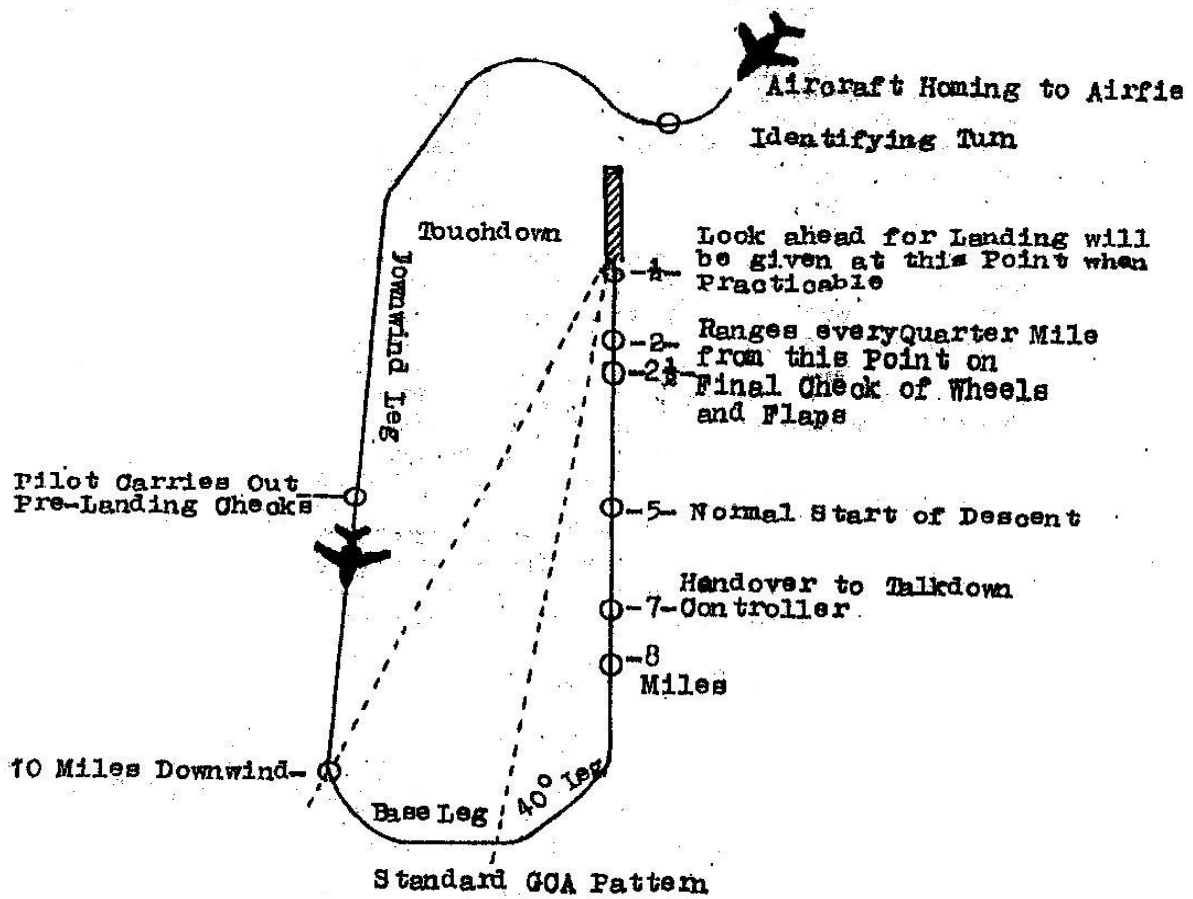 Aircraft Homing to Airfie
Identifying Turn
Touchdown
Look ahead for Landing will
be given at this Point when
Practicable
Downwind Leg
-2-
Ranges every Quarter Mile
from this Point on
-2½-
Final Check of Wheels
and Flaps
Pilot Carries Out
Pre-Landing Checks
-5- Normal Start of Descent
Handover to Talkdown
-7-Controller
-8
Miles
10 Miles Downwind-
Base Leg
40° Leg
Standard GCA Pattern